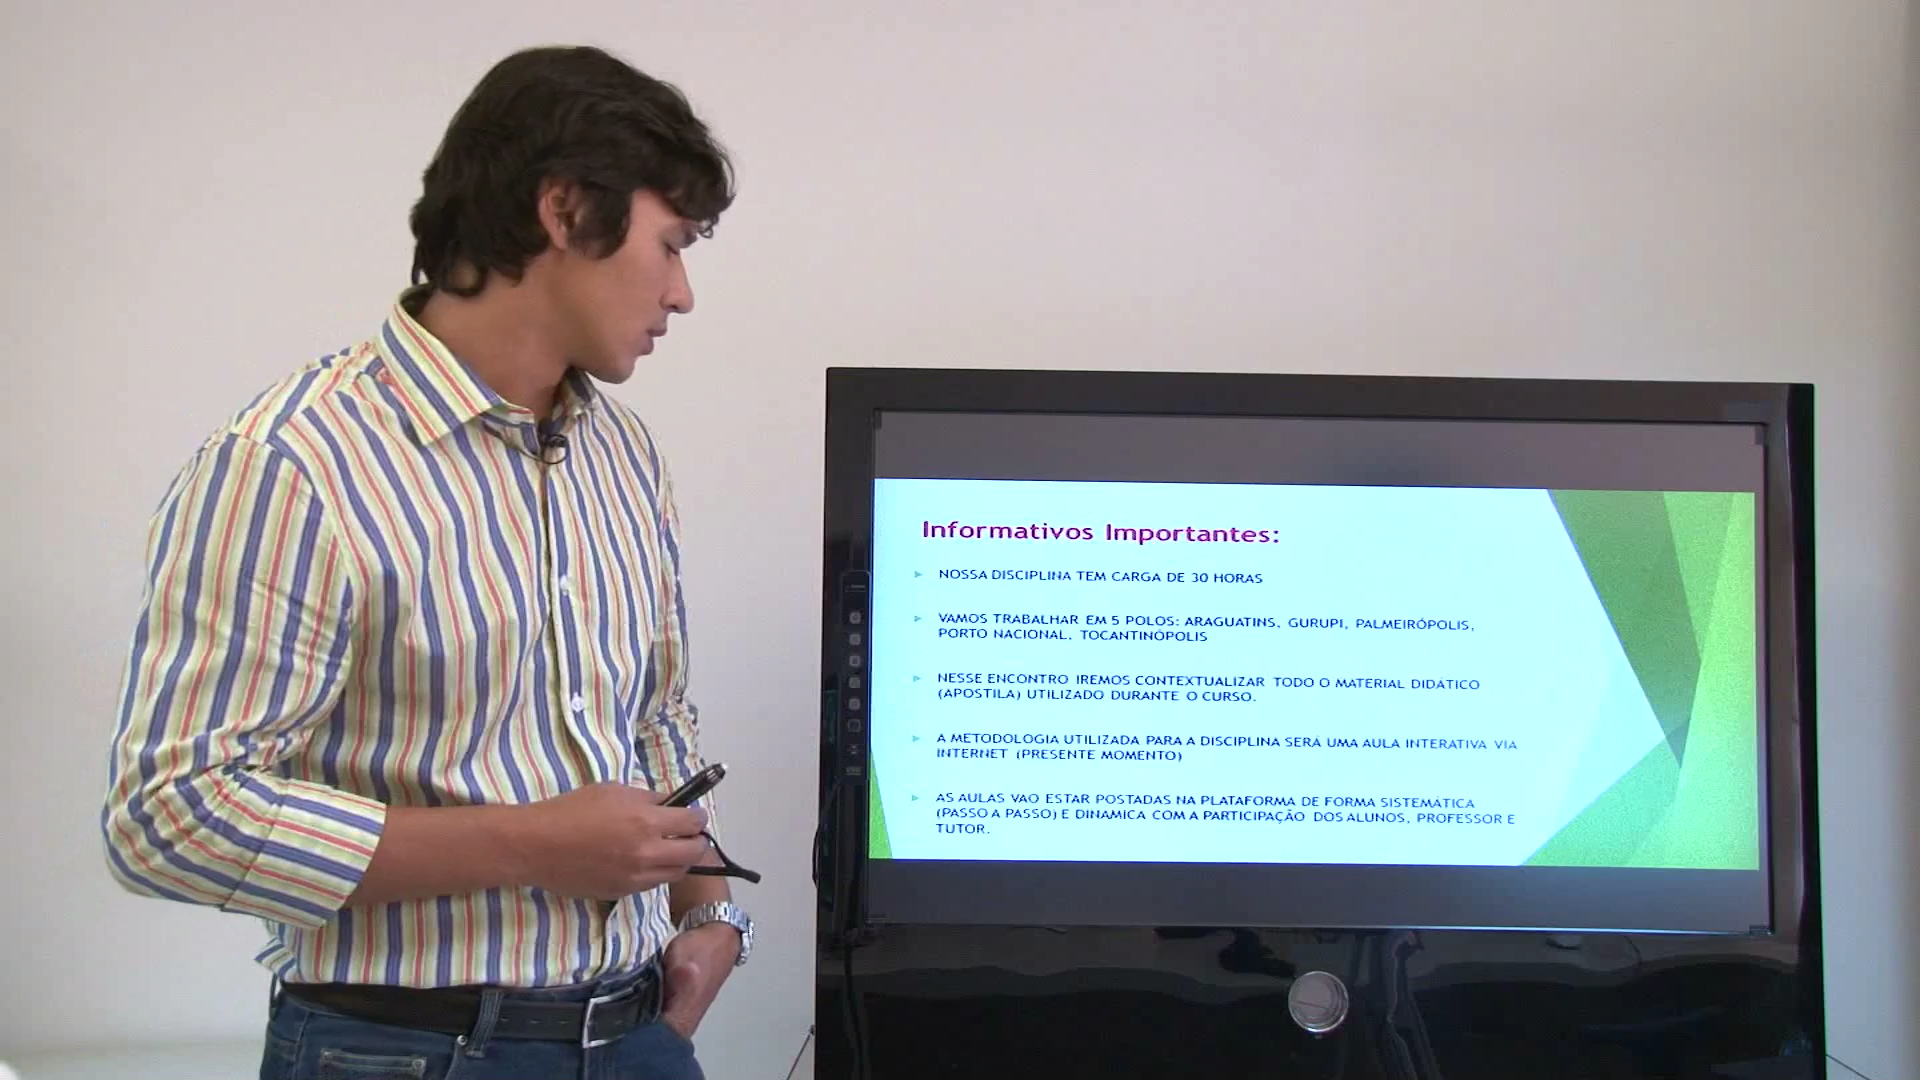 Informativos Importantes:
NOSSA DISCIPLINA TEM CARGA DE 30 HORAS
VAMOS TRABALHAR EM 5 POLOS: ARAGUATINS, GURUPI, PALMEIRÓPOLIS,
PORTO NACIONAL, TOCANTINÓPOLIS
NESSE ENCONTRO IREMOS CONTEXTUALIZAR TODO O MATERIAL DIDÁTICO
(APOSTILA) UTILIZADO DURANTE O CURSO.
A METODOLOGIA UTILIZADA PARA A DISCIPLINA SERÁ UMA AULA INTERATIVA VIA
INTERNET (PRESENTE MOMENTO)
AS AULAS VAO ESTAR POSTADAS NA PLATAFORMA DE FORMA SISTEMÁTICA
(PASSO A PASSO) E DINAMICA COM A PARTICIPAÇÃO DOS ALUNOS, PROFESSOR E
TUTOR.